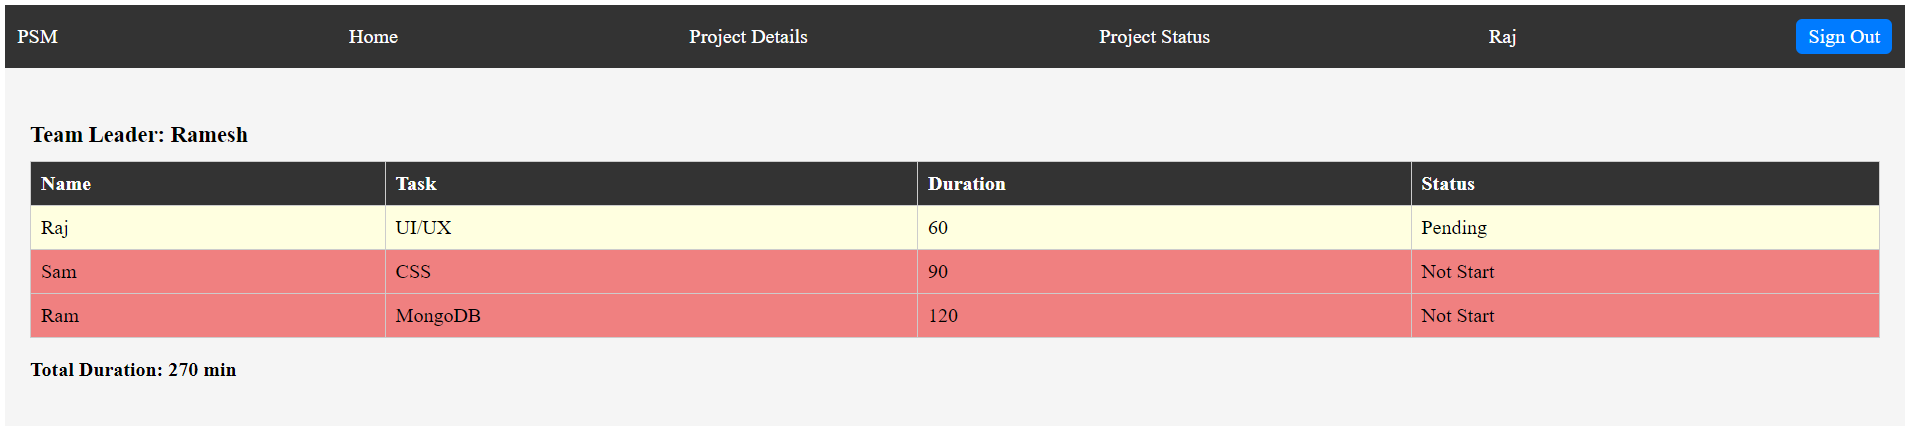 PSM Home Project Details Project Status Raj Sign Out
Team Leader: Ramesh
Name Task Duration Status
Raj UI/UX 60 Pending
Sam CSS 90 Not Start
Ram MongoDB 120 Not Start
Total Duration: 270 min